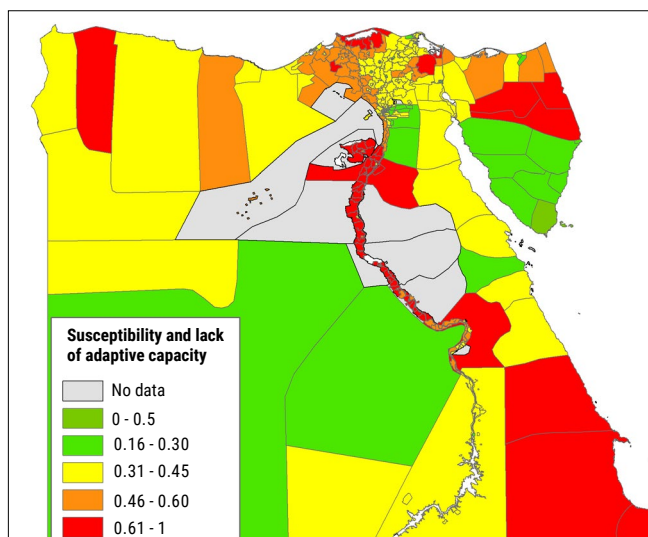 Susceptibility and lack
of adaptive capacity
No data
0 - 0.5
0.16 - 0.30
0.31 - 0.45
0.46 - 0.60
0.61 - 1